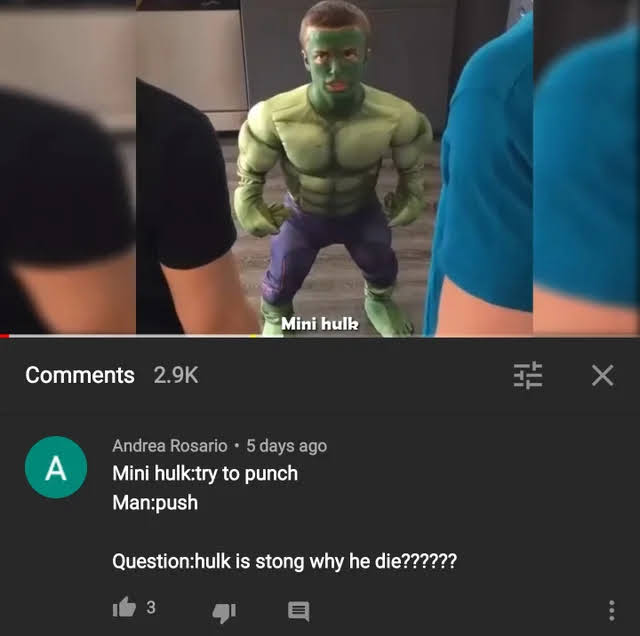 Mini hulk
Comments 2.9K
Andrea Rosario • 5 days ago
A
Mini hulk:try to punch
Man:push
Question:hulk is stong why he die??????
3